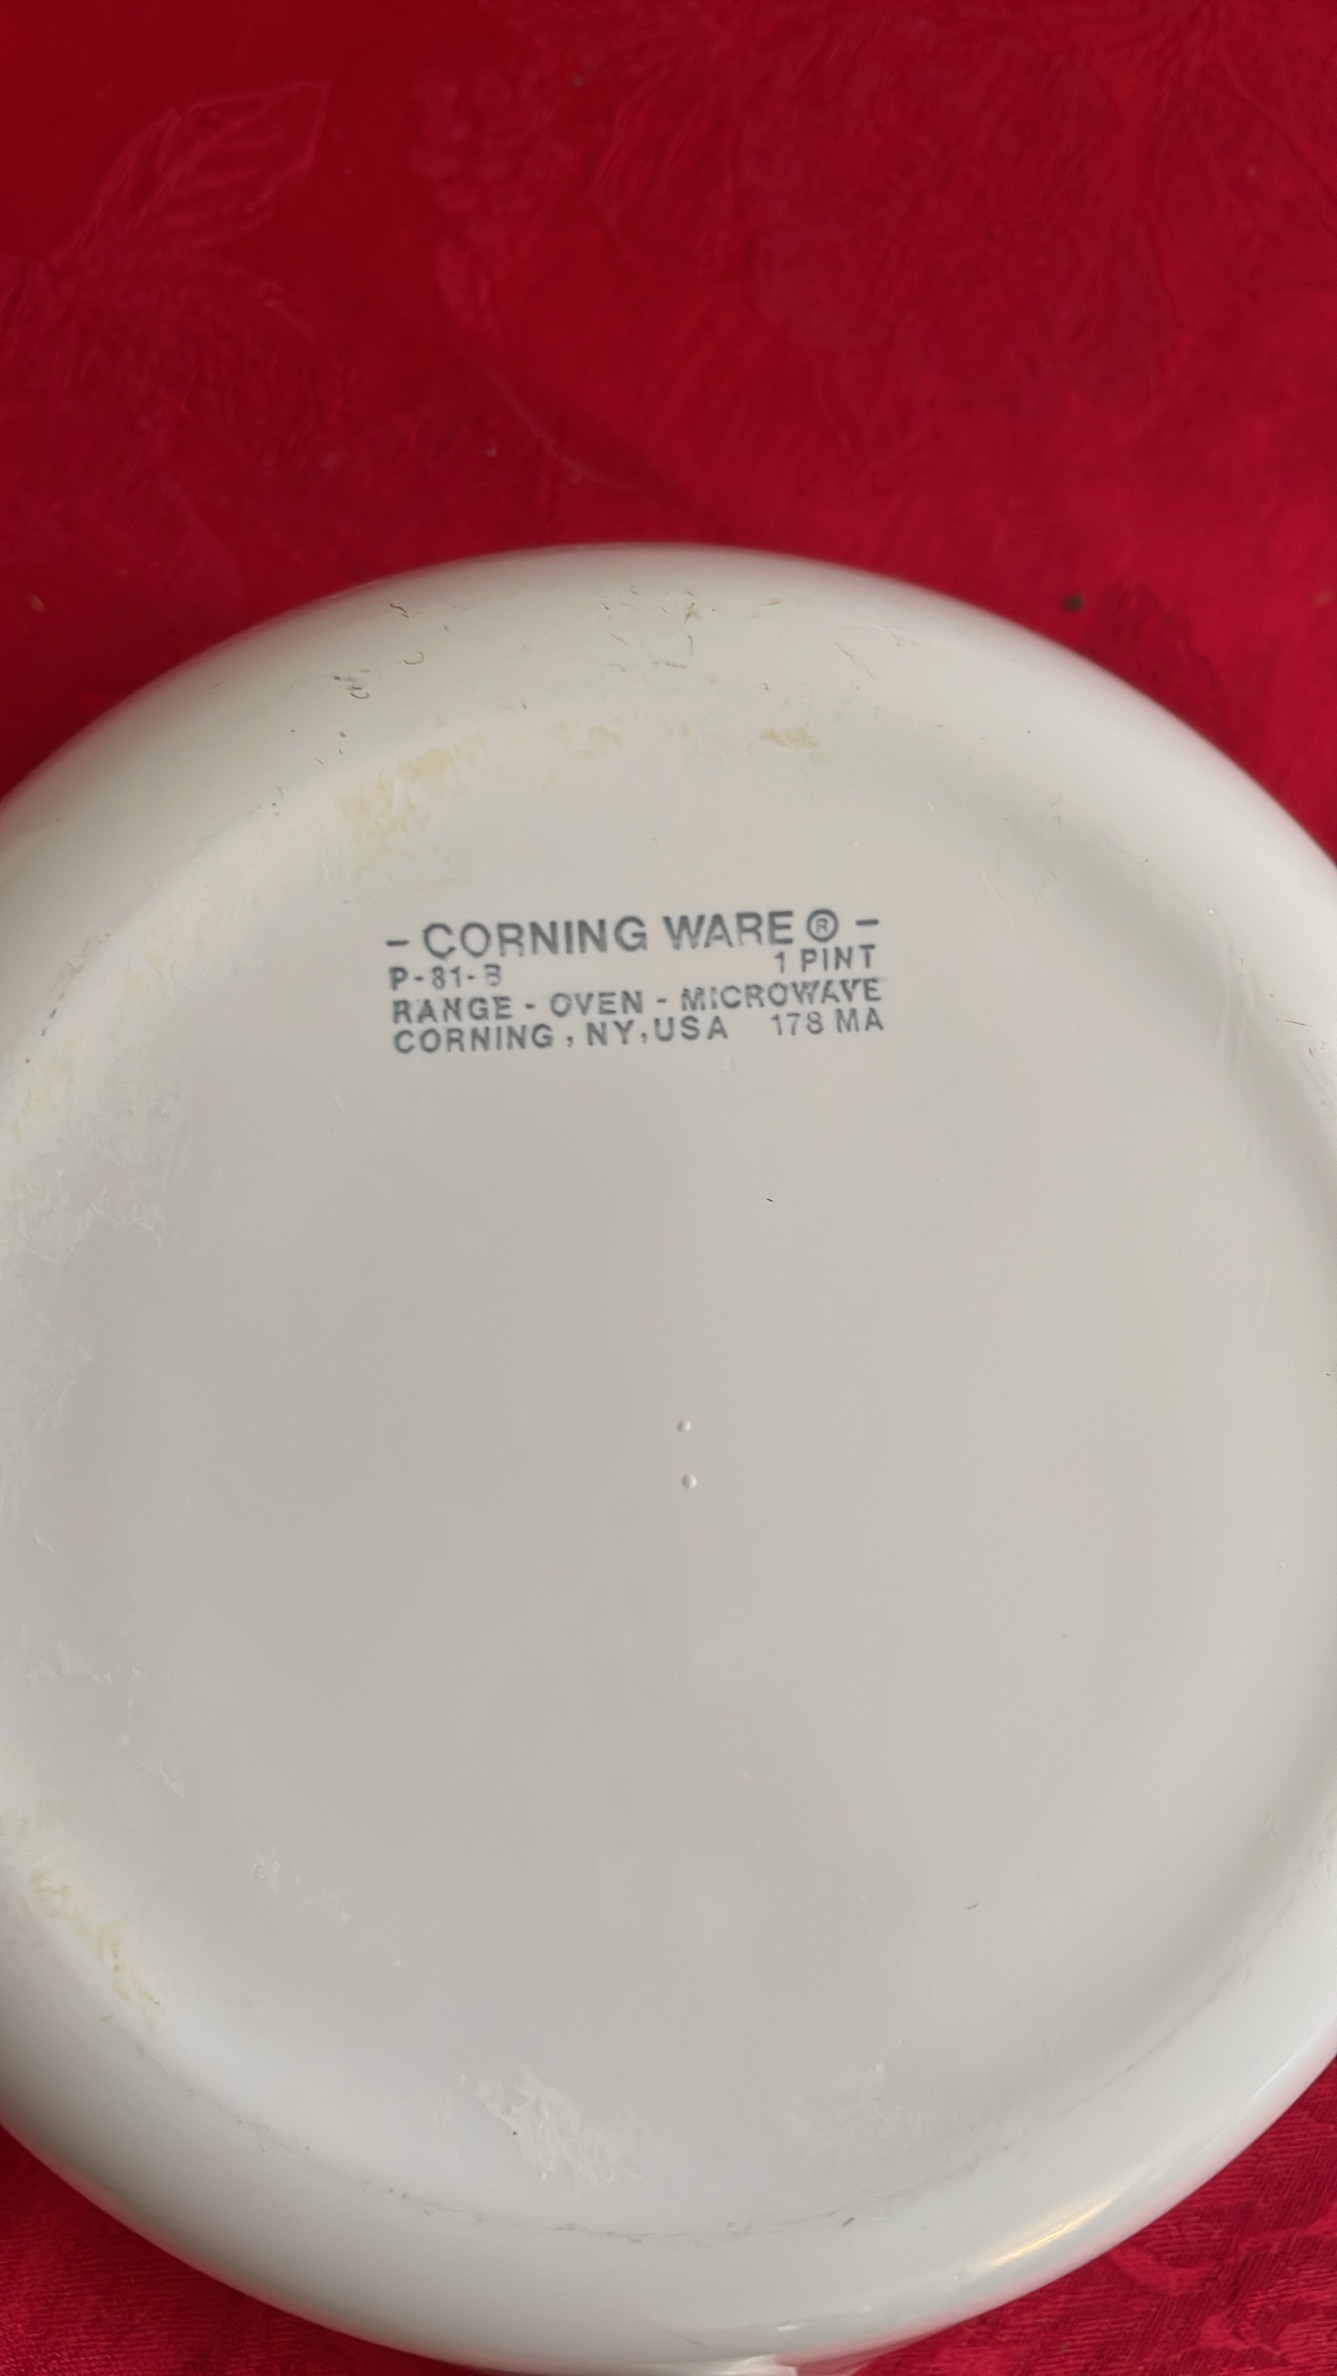 - CORNING WARE ® -
P-81-B 1 PINT
RANGE - OVEN - MICROWAVE
CORNING, NY, USA 178 MA